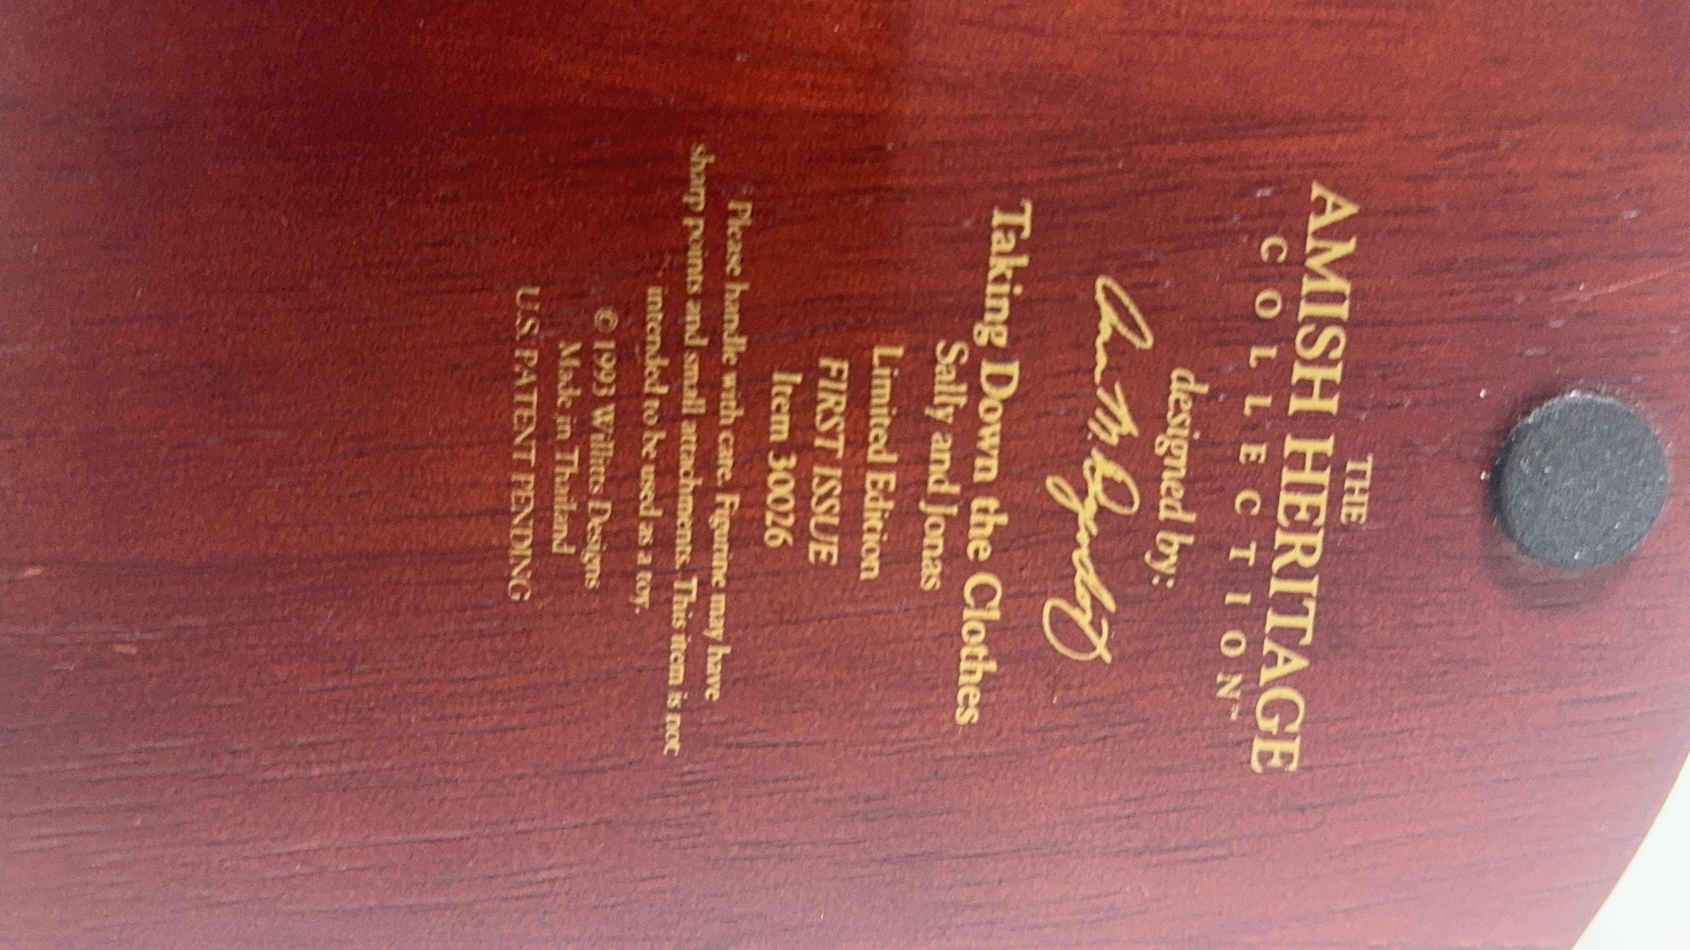 THE
AMISH HERITAGE
COLLECTION™
designed by:
Taking Down the Clothes
Sally and Jonas
Limited Edition
FIRST ISSUE
Item 30026
Please handle with care. Figurine may have
sharp points and small attachments. This item is not
intended to be used as a toy.
© 1993 Willitts Designs
Made in Thailand
U.S. PATENT PENDING